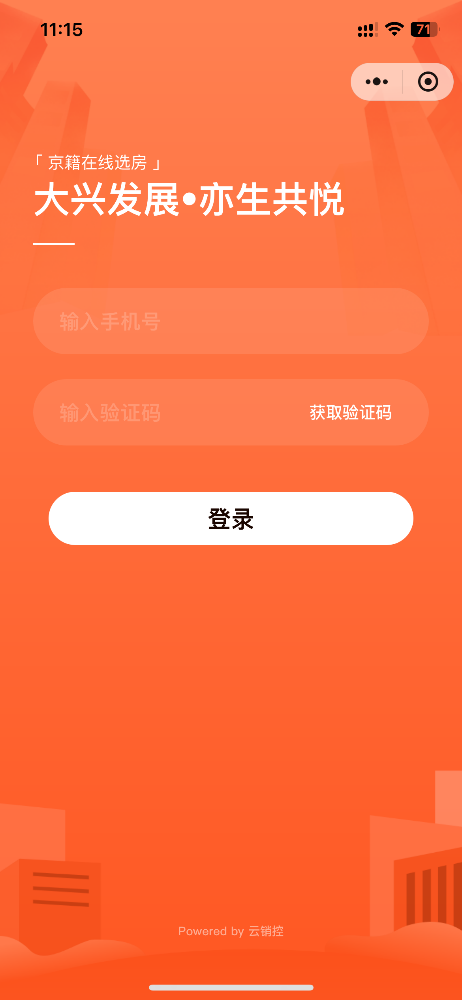 11:15
71
「 京籍在线选房 」
大兴发展•亦生共悦
输入手机号
输入验证码
获取验证码
登录
Powered by 云销控